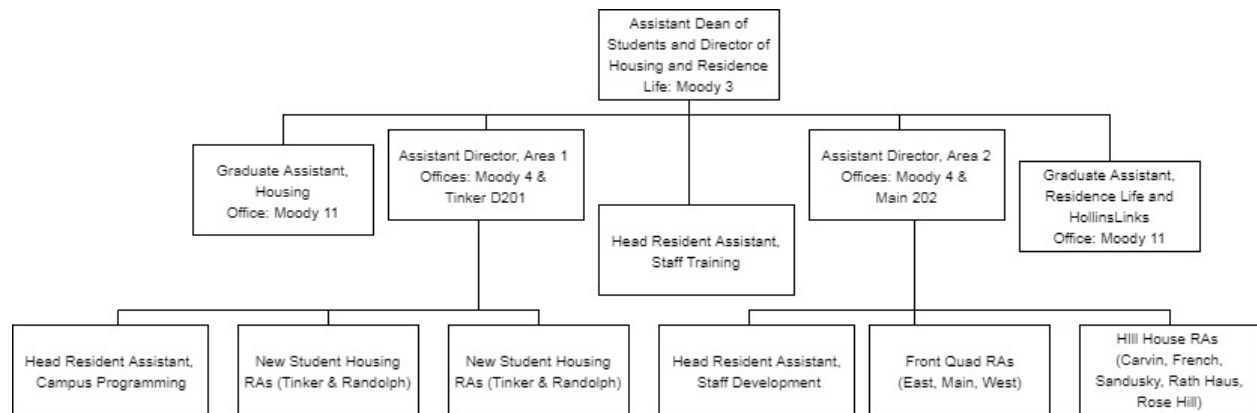 Assistant Dean of
Students and Director of
Housing and Residence
Life: Moody 3
Graduate Assistant,
Housing
Office: Moody 11
Assistant Director, Area 1
Offices: Moody 4 &
Tinker D201
Head Resident Assistant,
Staff Training
Assistant Director, Area 2
Offices: Moody 4 &
Main 202
Graduate Assistant,
Residence Life and
HollinsLinks
Office: Moody 11
Head Resident Assistant,
Campus Programming
New Student Housing
RAs (Tinker & Randolph)
New Student Housing
RAs (Tinker & Randolph)
Head Resident Assistant,
Staff Development
Front Quad RAs
(East, Main, West)
HIll House RAs
(Carvin, French,
Sandusky, Rath Haus,
Rose Hill)